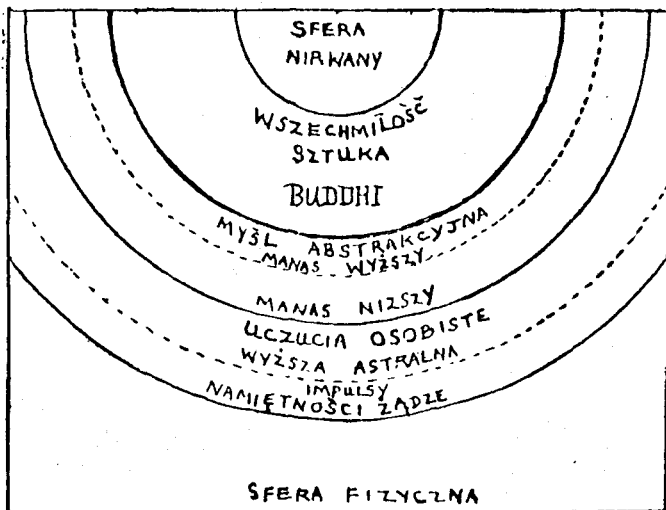 SFERA
NIRWANY
WSZECHMIŁOŚĆ
SZTUKA
BUDDHI
MYŚL ABSTRAKCYJNA
MANAS WYŻSZY
MANAS NIŻSZY
UCZUCIA OSOBISTE
WYŻSZA ASTRALNA
IMPULSY
NAMIĘTNOŚCI ŻĄDZE
SFERA FIZYCZNA